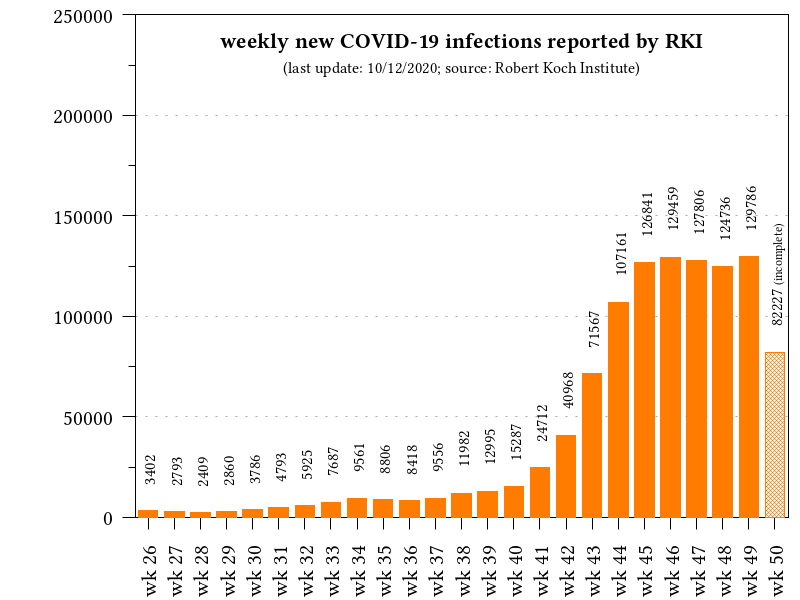 weekly new COVID-19 infections reported by RKI
(last update: 10/12/2020; source: Robert Koch Institute)
250000
200000
150000
100000
50000
0
3402
2793
2409
2860
3786
4793
5925
7687
9561
8806
8418
9556
11982
12995
15287
24712
40968
71567
107161
126841
129459
127806
124736
129786
82227 (incomplete)
wk 26
wk 27
wk 28
wk 29
wk 30
wk 31
wk 32
wk 33
wk 34
wk 35
wk 36
wk 37
wk 38
wk 39
wk 40
wk 41
wk 42
wk 43
wk 44
wk 45
wk 46
wk 47
wk 48
wk 49
wk 50